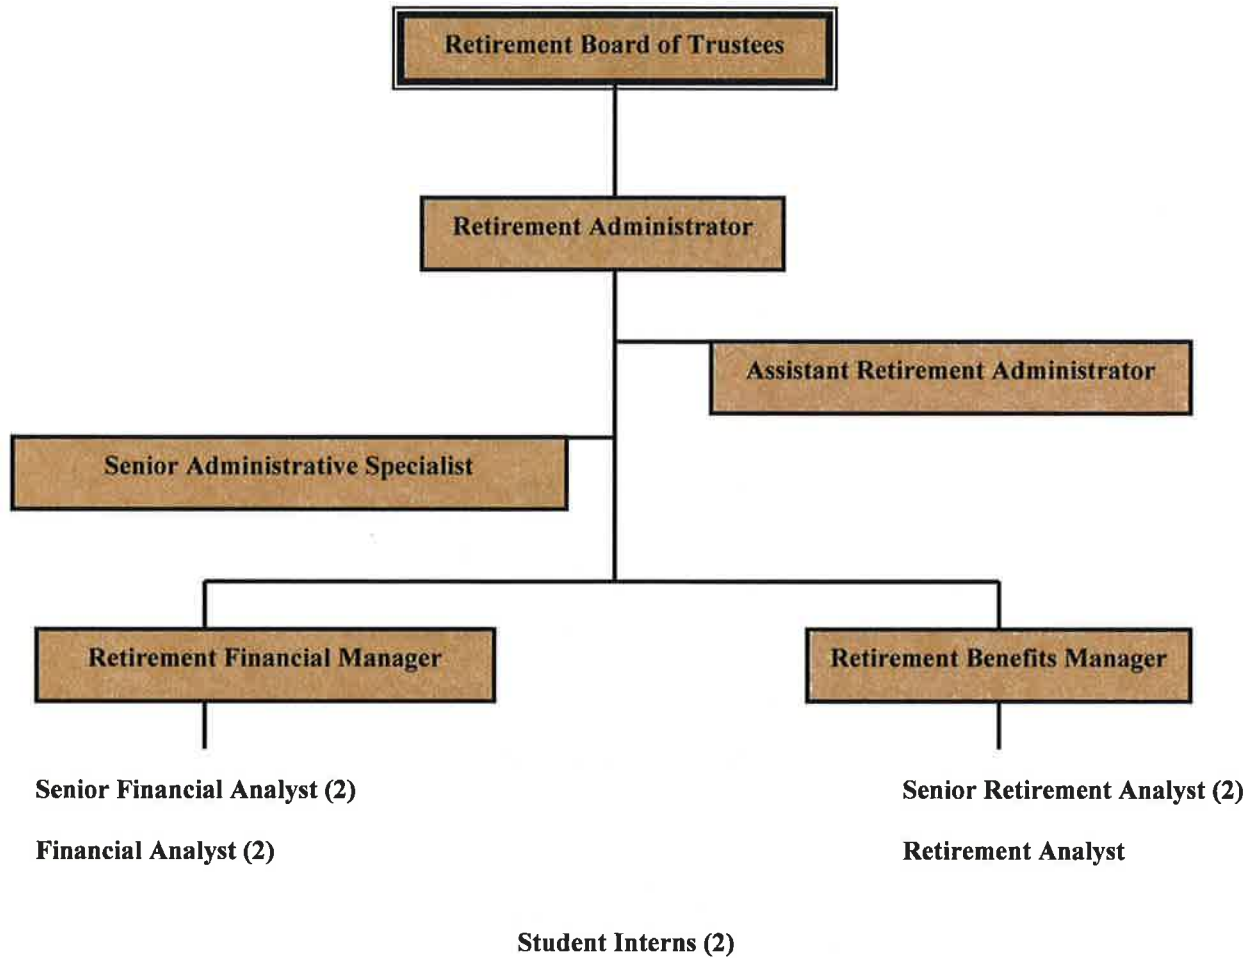 Retirement Board of Trustees
Retirement Administrator
Assistant Retirement Administrator
Senior Administrative Specialist
Retirement Financial Manager
Retirement Benefits Manager
Senior Financial Analyst (2)
Senior Retirement Analyst (2)
Financial Analyst (2)
Retirement Analyst
Student Interns (2)